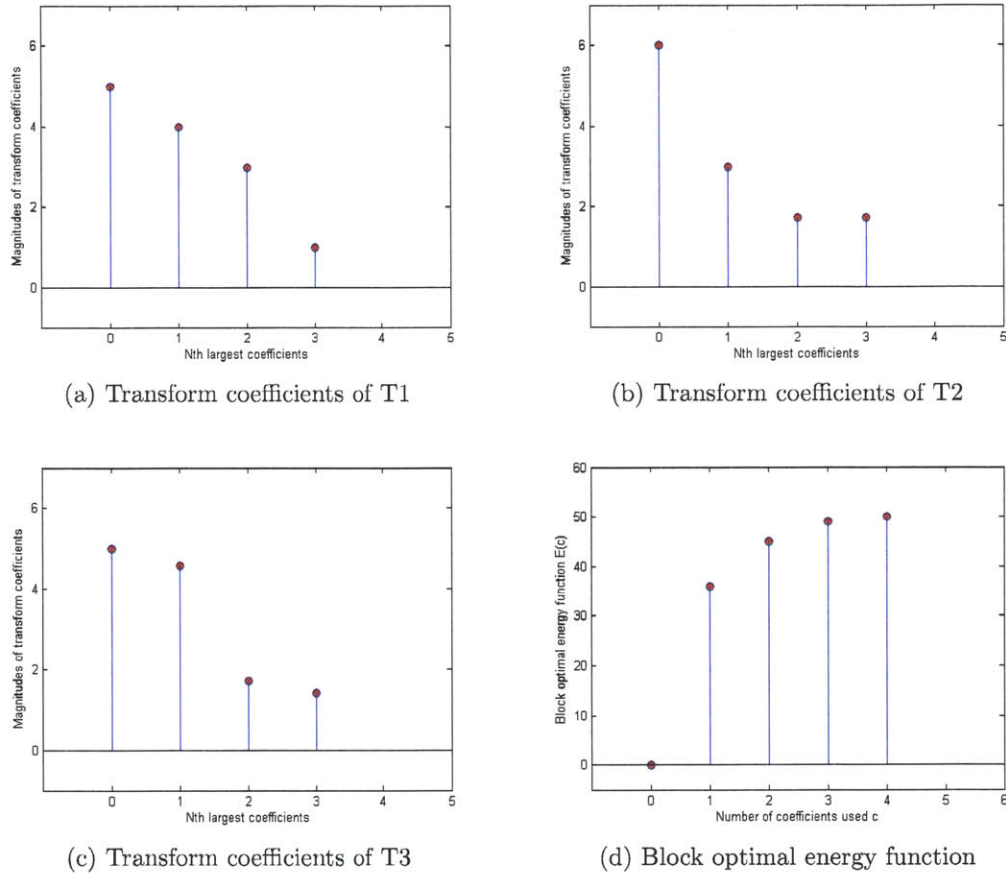 Magnitudes of transform coefficients
6
4
2
0
0 1 2 3 4 5
Nth largest coefficients
(a) Transform coefficients of T1
Magnitudes of transform coefficients
6
4
2
0
0 1 2 3 4 5
Nth largest coefficients
(b) Transform coefficients of T2
Magnitudes of transform coefficients
6
4
2
0
0 1 2 3 4 5
Nth largest coefficients
(c) Transform coefficients of T3
Block optimal energy function E(c)
60
50
40
30
20
10
0
0 1 2 3 4 5 6
Number of coefficients used c
(d) Block optimal energy function